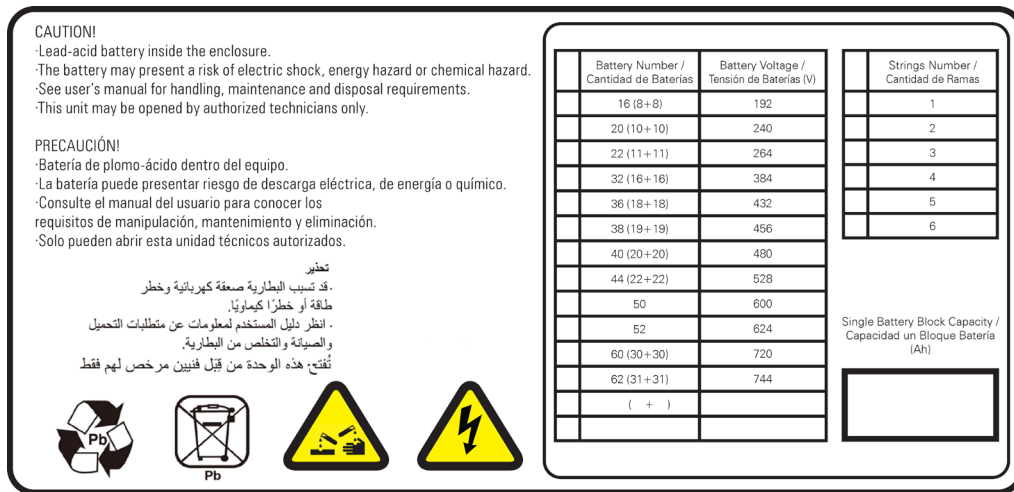 CAUTION!
·Lead-acid battery inside the enclosure.
·The battery may present a risk of electric shock, energy hazard or chemical hazard.
·See user's manual for handling, maintenance and disposal requirements.
·This unit may be opened by authorized technicians only.
PRECAUCIÓN!
·Batería de plomo-ácido dentro del equipo.
·La batería puede presentar riesgo de descarga eléctrica, de energía o químico.
·Consulte el manual del usuario para conocer los
requisitos de manipulación, mantenimiento y eliminación.
·Solo pueden abrir esta unidad técnicos autorizados.
تحذير
· قد تسبب البطارية صعقة كهربائية وخطر
طاقة أو خطرًا كيماويًا.
· انظر دليل المستخدم لمعلومات عن متطلبات التحميل
والصيانة والتخلص من البطارية.
تُفتح· هذه الوحدة من قِبَل فنيين مرخص لهم فقط
Pb
Pb
Battery Number / Battery Voltage /
Cantidad de Baterías Tensión de Baterías (V)
16 (8+8) 192
20 (10+10) 240
22 (11+11) 264
32 (16+16) 384
36 (18+18) 432
38 (19+19) 456
40 (20+20) 480
44 (22+22) 528
50 600
52 624
60 (30+30) 720
62 (31+31) 744
( + )
Strings Number /
Cantidad de Ramas
1
2
3
4
5
6
Single Battery Block Capacity /
Capacidad un Bloque Batería
(Ah)